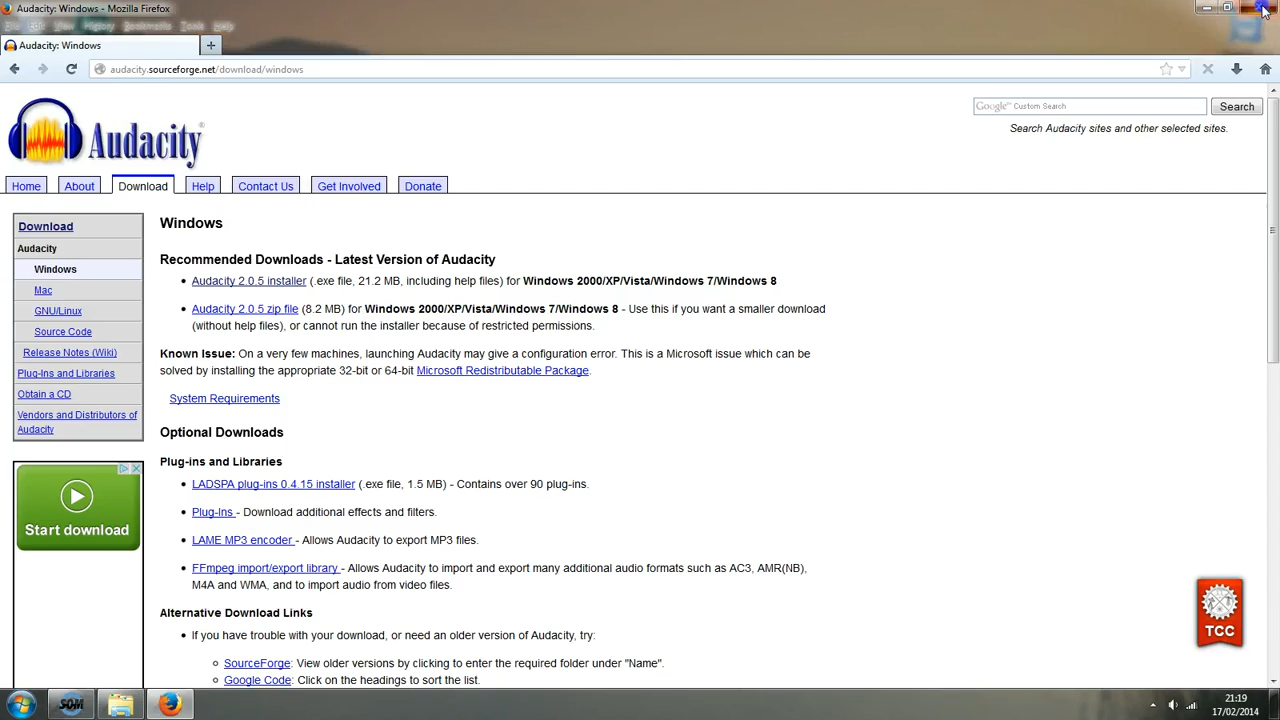 Audacity: Windows - Mozilla Firefox
File Edit View History Bookmarks Tools Help
Audacity: Windows
audacity.sourceforge.net/download/windows
Google™ Custom Search
Search
Search Audacity sites and other selected sites.
Audacity®
Home
About
Download
Help
Contact Us
Get Involved
Donate
Download
Audacity
Windows
Mac
GNU/Linux
Source Code
Release Notes (Wiki)
Plug-Ins and Libraries
Obtain a CD
Vendors and Distributors of
Audacity
Start download
Windows
Recommended Downloads - Latest Version of Audacity
• Audacity 2.0.5 installer (.exe file, 21.2 MB, including help files) for Windows 2000/XP/Vista/Windows 7/Windows 8
• Audacity 2.0.5 zip file (8.2 MB) for Windows 2000/XP/Vista/Windows 7/Windows 8 - Use this if you want a smaller download
(without help files), or cannot run the installer because of restricted permissions.
Known Issue: On a very few machines, launching Audacity may give a configuration error. This is a Microsoft issue which can be
solved by installing the appropriate 32-bit or 64-bit Microsoft Redistributable Package.
System Requirements
Optional Downloads
Plug-ins and Libraries
• LADSPA plug-ins 0.4.15 installer (.exe file, 1.5 MB) - Contains over 90 plug-ins.
• Plug-Ins - Download additional effects and filters.
• LAME MP3 encoder - Allows Audacity to export MP3 files.
• FFmpeg import/export library - Allows Audacity to import and export many additional audio formats such as AC3, AMR(NB),
M4A and WMA, and to import audio from video files.
Alternative Download Links
• If you have trouble with your download, or need an older version of Audacity, try:
SourceForge: View older versions by clicking to enter the required folder under "Name".
Google Code: Click on the headings to sort the list.
TCC
SOM
21:19
17/02/2014